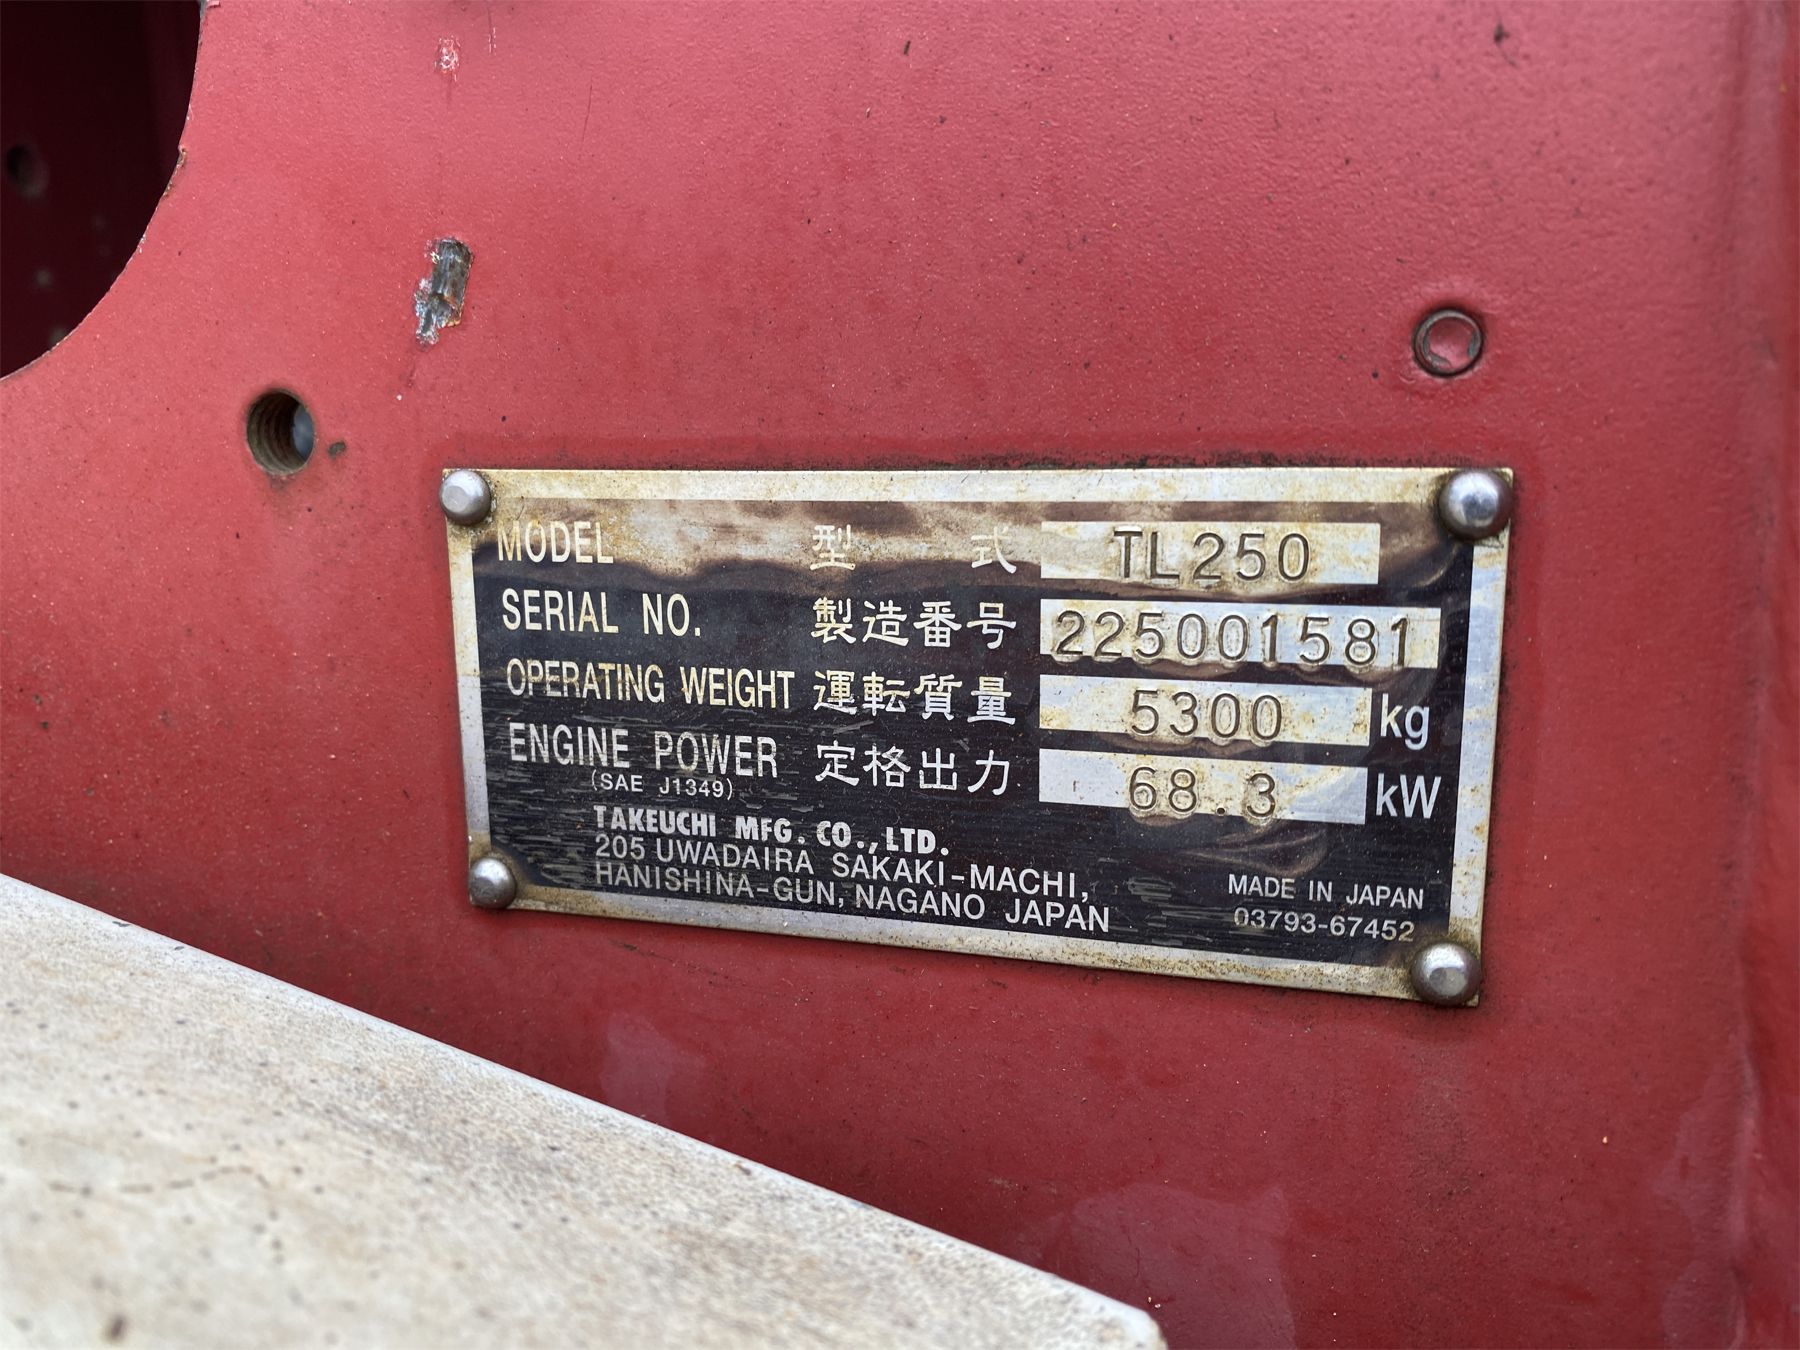 MODEL 型 式 TL250
SERIAL NO. 製造番号 225001581
OPERATING WEIGHT 運転質量 5300 kg
ENGINE POWER 定格出力 68.3 kW
(SAE J1349)
TAKEUCHI MFG. CO., LTD.
205 UWADAIRA SAKAKI-MACHI,
HANISHINA-GUN, NAGANO JAPAN
MADE IN JAPAN
03793-67452